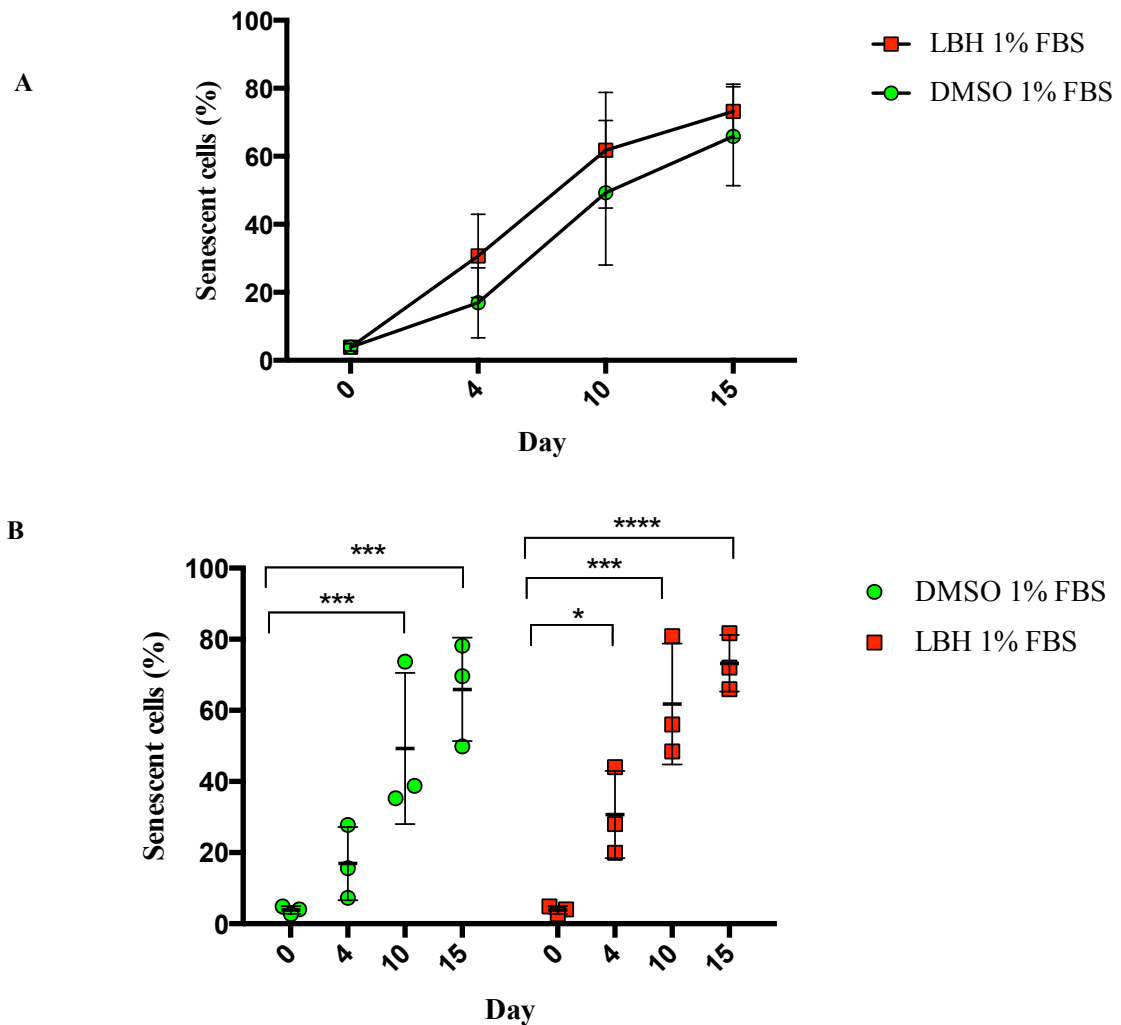 A
100
80
60
40
20
0
Senescent cells (%)
0 4 10 15
Day
LBH 1% FBS
DMSO 1% FBS
B
100
80
60
40
20
0
Senescent cells (%)
***
***
****
***
*
0 4 10 15 0 4 10 15
Day
DMSO 1% FBS
LBH 1% FBS